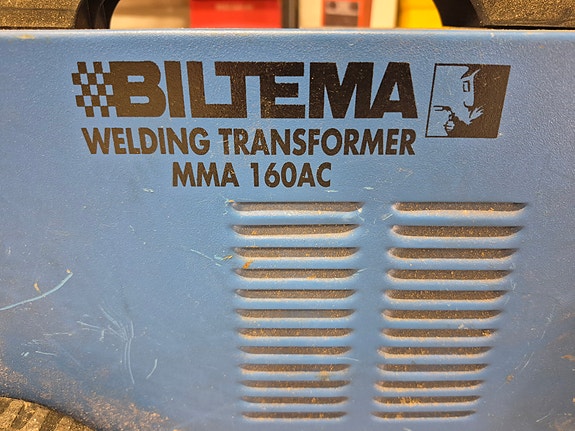 BILTEMA
WELDING TRANSFORMER
MMA 160AC